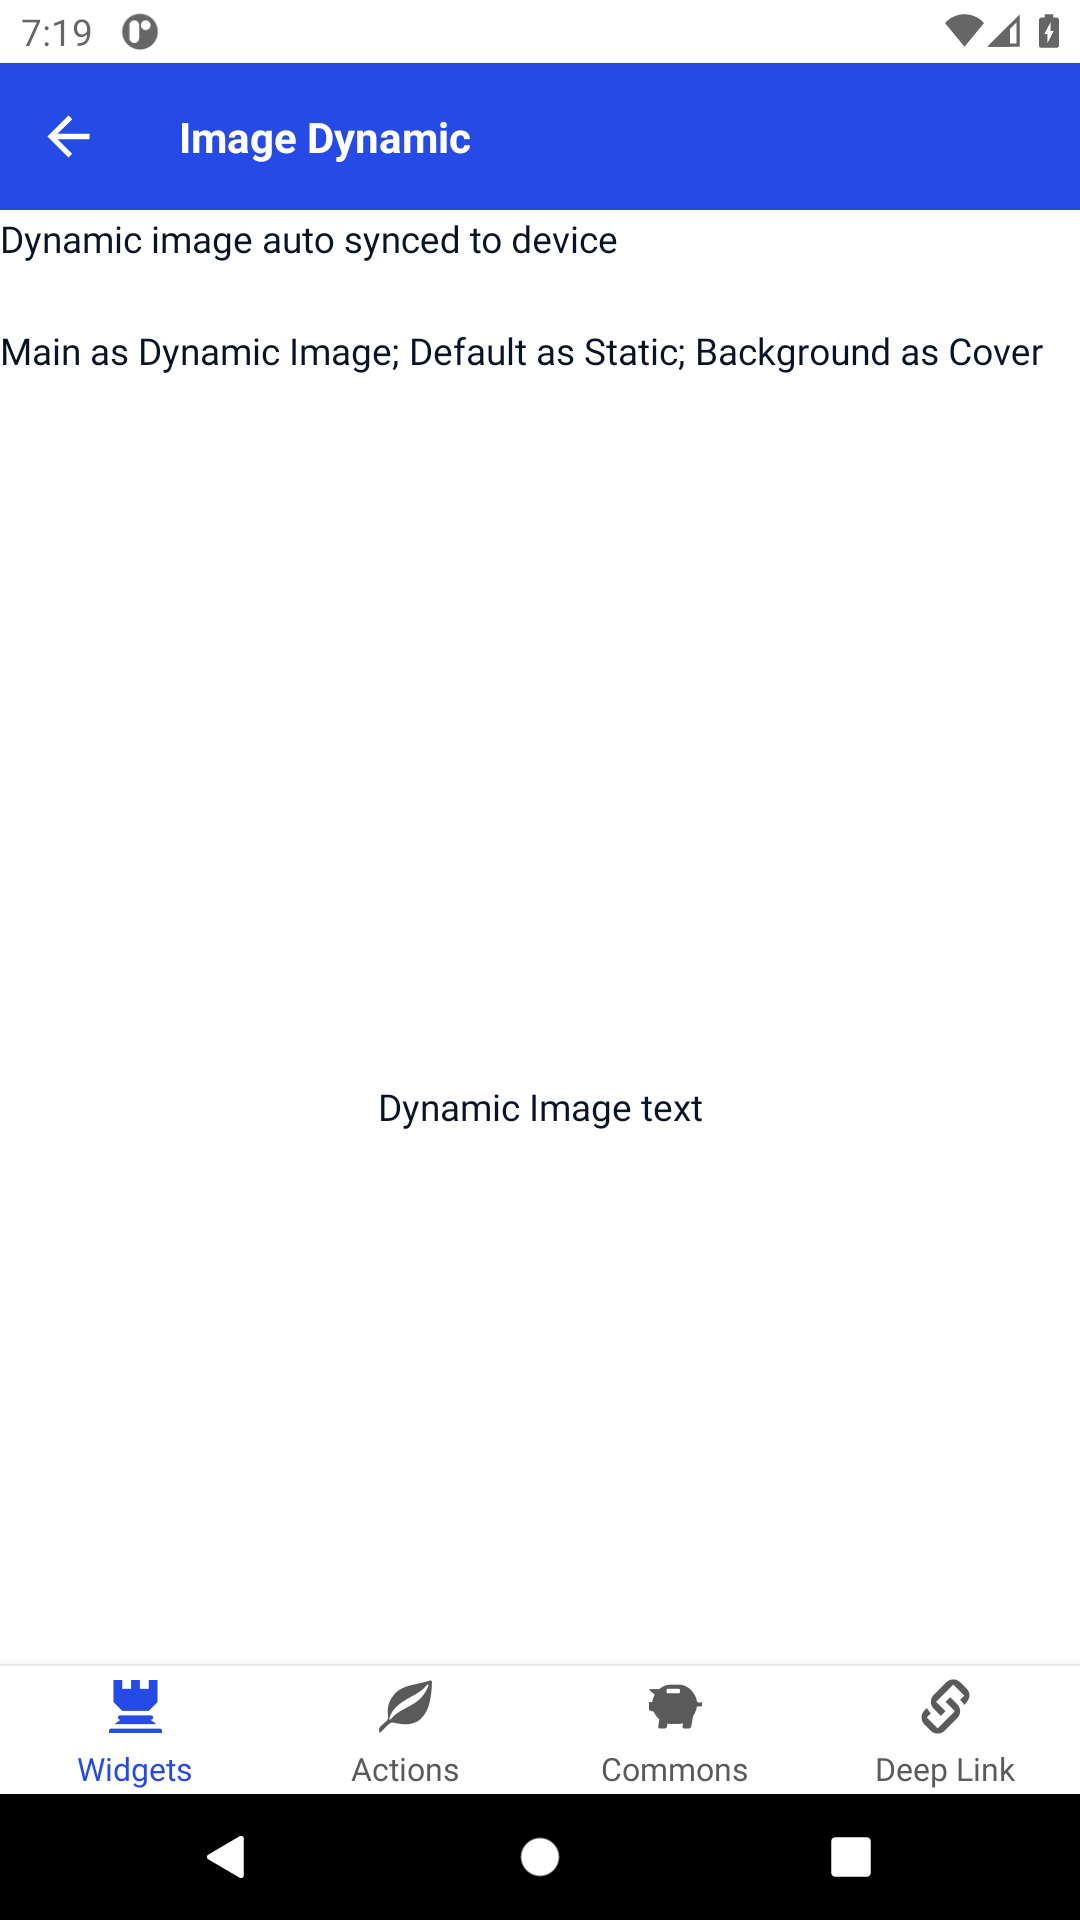 7:19
Image Dynamic
Dynamic image auto synced to device
Main as Dynamic Image; Default as Static; Background as Cover
Dynamic Image text
Widgets
Actions
Commons
Deep Link